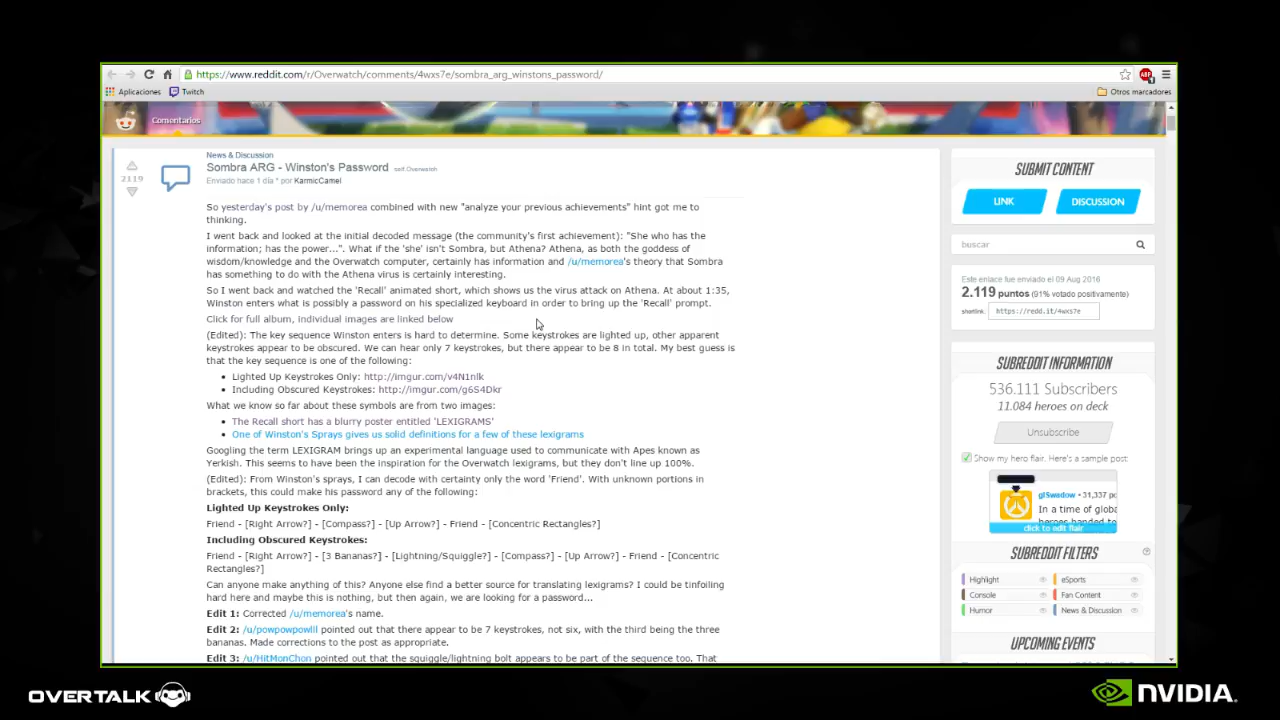 https://www.reddit.com/r/Overwatch/comments/4wxs7e/sombra_arg_winstons_password/
ABP
Aplicaciones Twitch Otros marcadores
Comentarios
News & Discussion
Sombra ARG - Winston's Password self.Overwatch
2119
Enviado hace 1 día * por KarmicCamel
So yesterday's post by /u/memorea combined with new "analyze your previous achievements" hint got me to
thinking.
I went back and looked at the initial decoded message (the community's first achievement): "She who has the
information; has the power...". What if the 'she' isn't Sombra, but Athena? Athena, as both the goddess of
wisdom/knowledge and the Overwatch computer, certainly has information and /u/memorea's theory that Sombra
has something to do with the Athena virus is certainly interesting.
So I went back and watched the 'Recall' animated short, which shows us the virus attack on Athena. At about 1:35,
Winston enters what is possibly a password on his specialized keyboard in order to bring up the 'Recall' prompt.
Click for full album, individual images are linked below
(Edited): The key sequence Winston enters is hard to determine. Some keystrokes are lighted up, other apparent
keystrokes appear to be obscured. We can hear only 7 keystrokes, but there appear to be 8 in total. My best guess is
that the key sequence is one of the following:
Lighted Up Keystrokes Only: http://imgur.com/v4N1nlk
Including Obscured Keystrokes: http://imgur.com/g6S4Dkr
What we know so far about these symbols are from two images:
The Recall short has a blurry poster entitled 'LEXIGRAMS'
One of Winston's Sprays gives us solid definitions for a few of these lexigrams
Googling the term LEXIGRAM brings up an experimental language used to communicate with Apes known as
Yerkish. This seems to have been the inspiration for the Overwatch lexigrams, but they don't line up 100%.
(Edited): From Winston's sprays, I can decode with certainty only the word 'Friend'. With unknown portions in
brackets, this could make his password any of the following:
Lighted Up Keystrokes Only:
Friend - [Right Arrow?] - [Compass?] - [Up Arrow?] - Friend - [Concentric Rectangles?]
Including Obscured Keystrokes:
Friend - [Right Arrow?] - [3 Bananas?] - [Lightning/Squiggle?] - [Compass?] - [Up Arrow?] - Friend - [Concentric
Rectangles?]
Can anyone make anything of this? Anyone else find a better source for translating lexigrams? I could be tinfoiling
hard here and maybe this is nothing, but then again, we are looking for a password...
Edit 1: Corrected /u/memorea's name.
Edit 2: /u/powpowpowlll pointed out that there appear to be 7 keystrokes, not six, with the third being the three
bananas. Made corrections to the post as appropriate.
Edit 3: /u/HitMonChon pointed out that the squiggle/lightning bolt appears to be part of the sequence too. That
SUBMIT CONTENT
LINK DISCUSSION
buscar
Este enlace fue enviado el 09 Aug 2016
2.119 puntos (91% votado positivamente)
shortlink: https://redd.it/4wxs7e
SUBREDDIT INFORMATION
536.111 Subscribers
11.084 heroes on deck
Unsubscribe
Show my hero flair. Here's a sample post:
glSwadow • 31,337 po
In a time of globa
heroes banded to
click to edit flair
SUBREDDIT FILTERS
Highlight eSports
Console Fan Content
Humor News & Discussion
UPCOMING EVENTS
OVERTALK
NVIDIA.